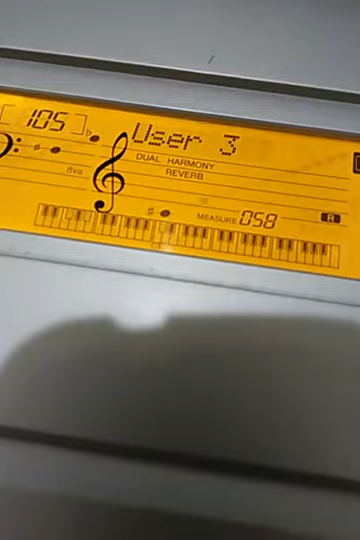 105 User 3
DUAL HARMONY
REVERB
8va
MEASURE 058 R